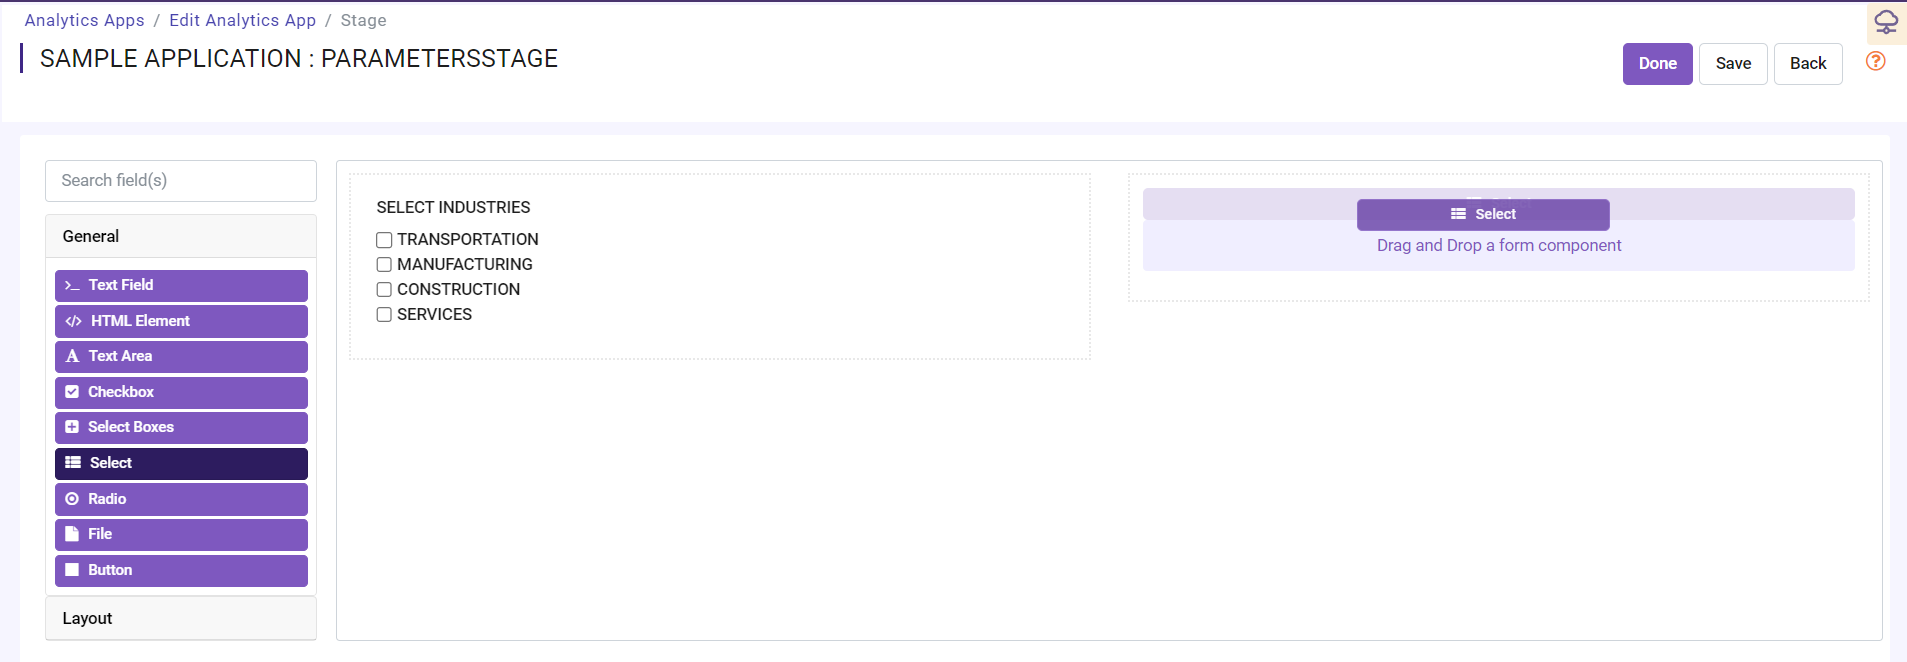 Analytics Apps / Edit Analytics App / Stage
SAMPLE APPLICATION : PARAMETERSSTAGE
Done
Save
Back
?
Search field(s)
General
Text Field
HTML Element
Text Area
Checkbox
Select Boxes
Select
Radio
File
Button
Layout
SELECT INDUSTRIES
TRANSPORTATION
MANUFACTURING
CONSTRUCTION
SERVICES
Select
Drag and Drop a form component